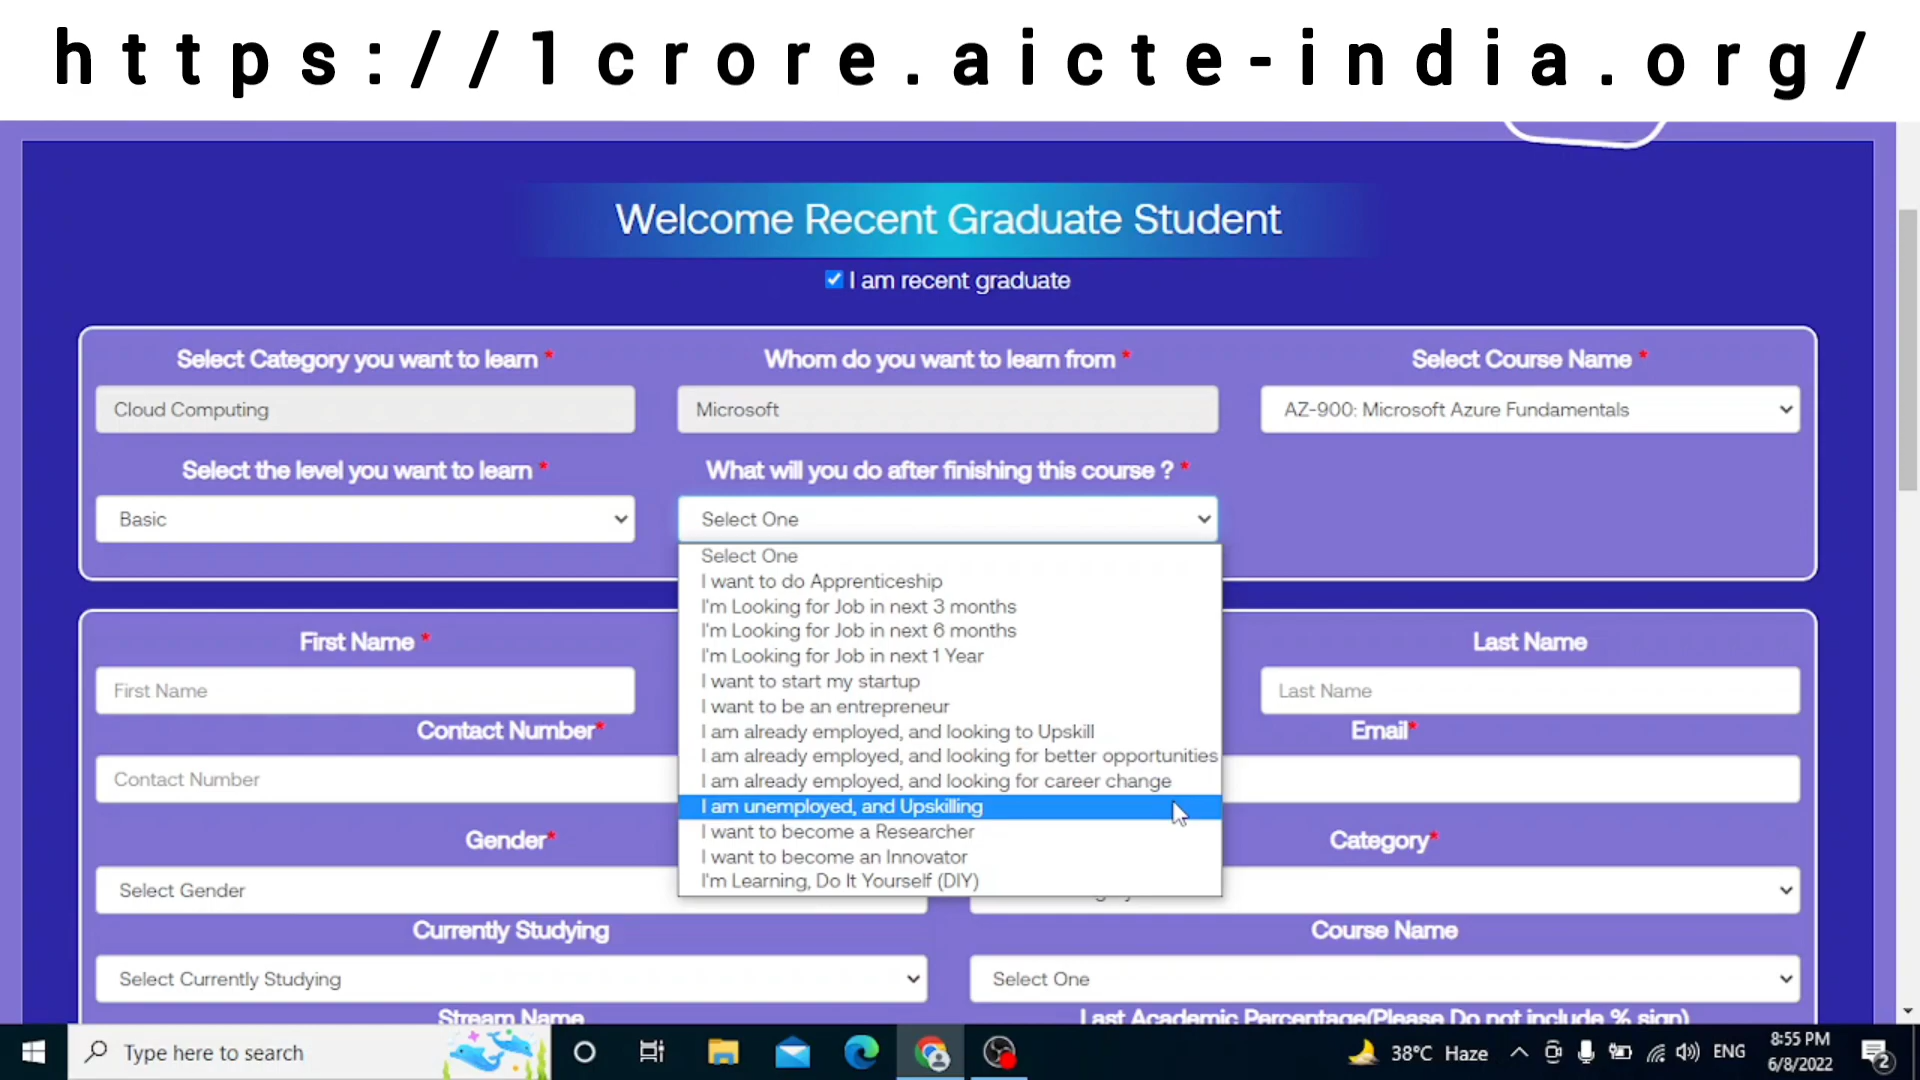 https://1crore.aicte-india.org/
Welcome Recent Graduate Student
I am recent graduate
Select Category you want to learn *
Whom do you want to learn from *
Select Course Name *
Cloud Computing
Microsoft
AZ-900: Microsoft Azure Fundamentals
Select the level you want to learn *
What will you do after finishing this course ? *
Basic
Select One
Select One
I want to do Apprenticeship
I'm Looking for Job in next 3 months
I'm Looking for Job in next 6 months
I'm Looking for Job in next 1 Year
I want to start my startup
I want to be an entrepreneur
I am already employed, and looking to Upskill
I am already employed, and looking for better opportunities
I am already employed, and looking for career change
I am unemployed, and Upskilling
I want to become a Researcher
I want to become an Innovator
I'm Learning, Do It Yourself (DIY)
First Name *
Last Name
First Name
Last Name
Contact Number*
Email*
Contact Number
Gender*
Category*
Select Gender
Currently Studying
Course Name
Select Currently Studying
Select One
Stream Name
Last Academic Percentage(Please Do not include % sign)
Type here to search
38°C Haze
ENG
8:55 PM
6/8/2022
2